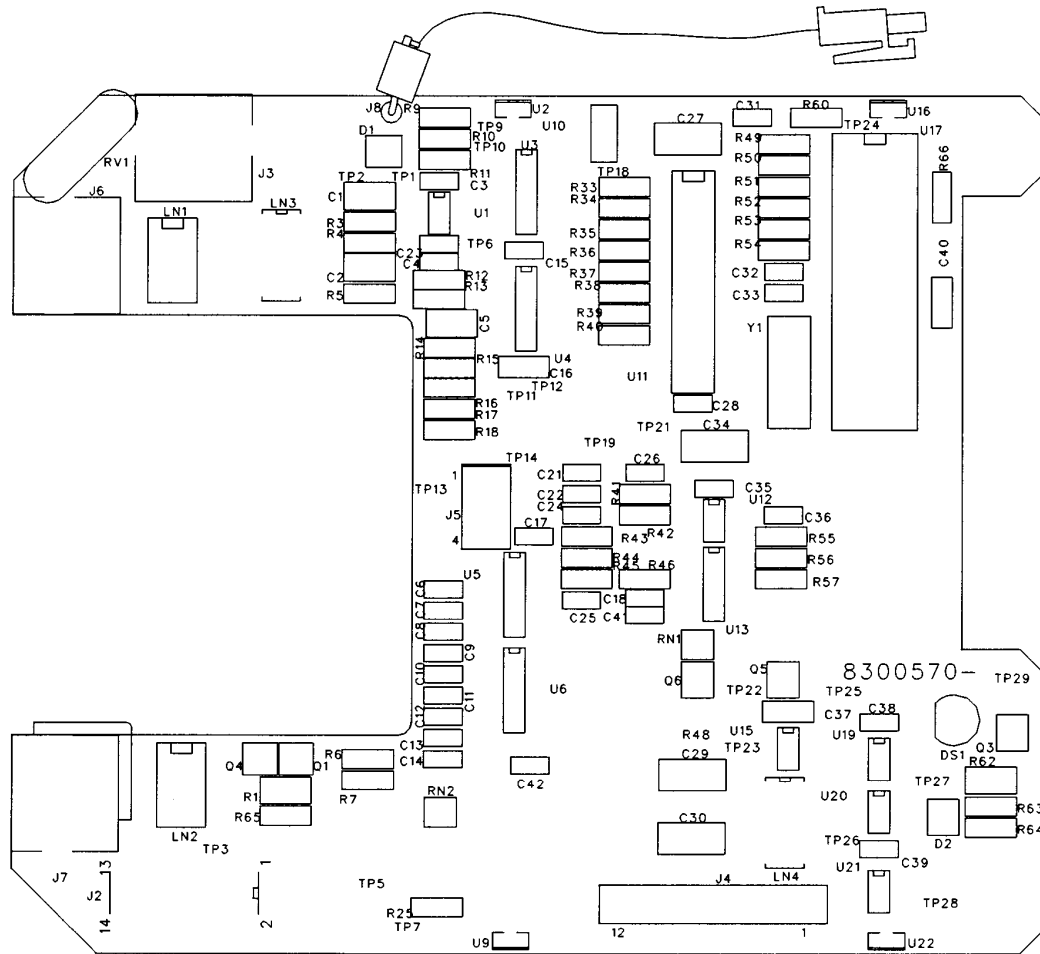 J8
R9
U2
C31
R60
U16
D1
TP9
U10
C27
TP24
U17
R10
R49
RV1
TP10
U3
R50
R66
J3
TP2
TP1
R11
TP18
J6
C3
R33
R51
C1
R34
R52
LN1
LN3
U1
R3
R35
R53
R4
C23
TP6
R36
R54
C4
C15
C40
C2
R12
R37
C32
R5
R13
R38
C33
C5
R39
Y1
R40
R14
R15
U4
C16
U11
TP12
TP11
R16
C28
R17
R18
TP21
C34
TP19
TP14
1
C21
C26
TP13
C22
R41
C35
J5
C24
U12
4
C17
R42
C36
R43
R55
R44
R56
U5
R45
R46
R57
C6
C7
C18
C8
C25
C41
U13
C9
RN1
C10
Q5
8300570-
C11
U6
Q6
TP22
TP25
TP29
C12
C37
C38
C13
R6
R48
U15
U19
Q3
C14
C29
TP23
DS1
Q4
Q1
R62
R1
R7
C42
TP27
RN2
U20
R65
C30
R63
LN2
TP26
D2
R64
TP3
C39
J7
13
1
U21
J2
TP5
J4
LN4
TP28
14
2
R25
TP7
12
1
U9
U22